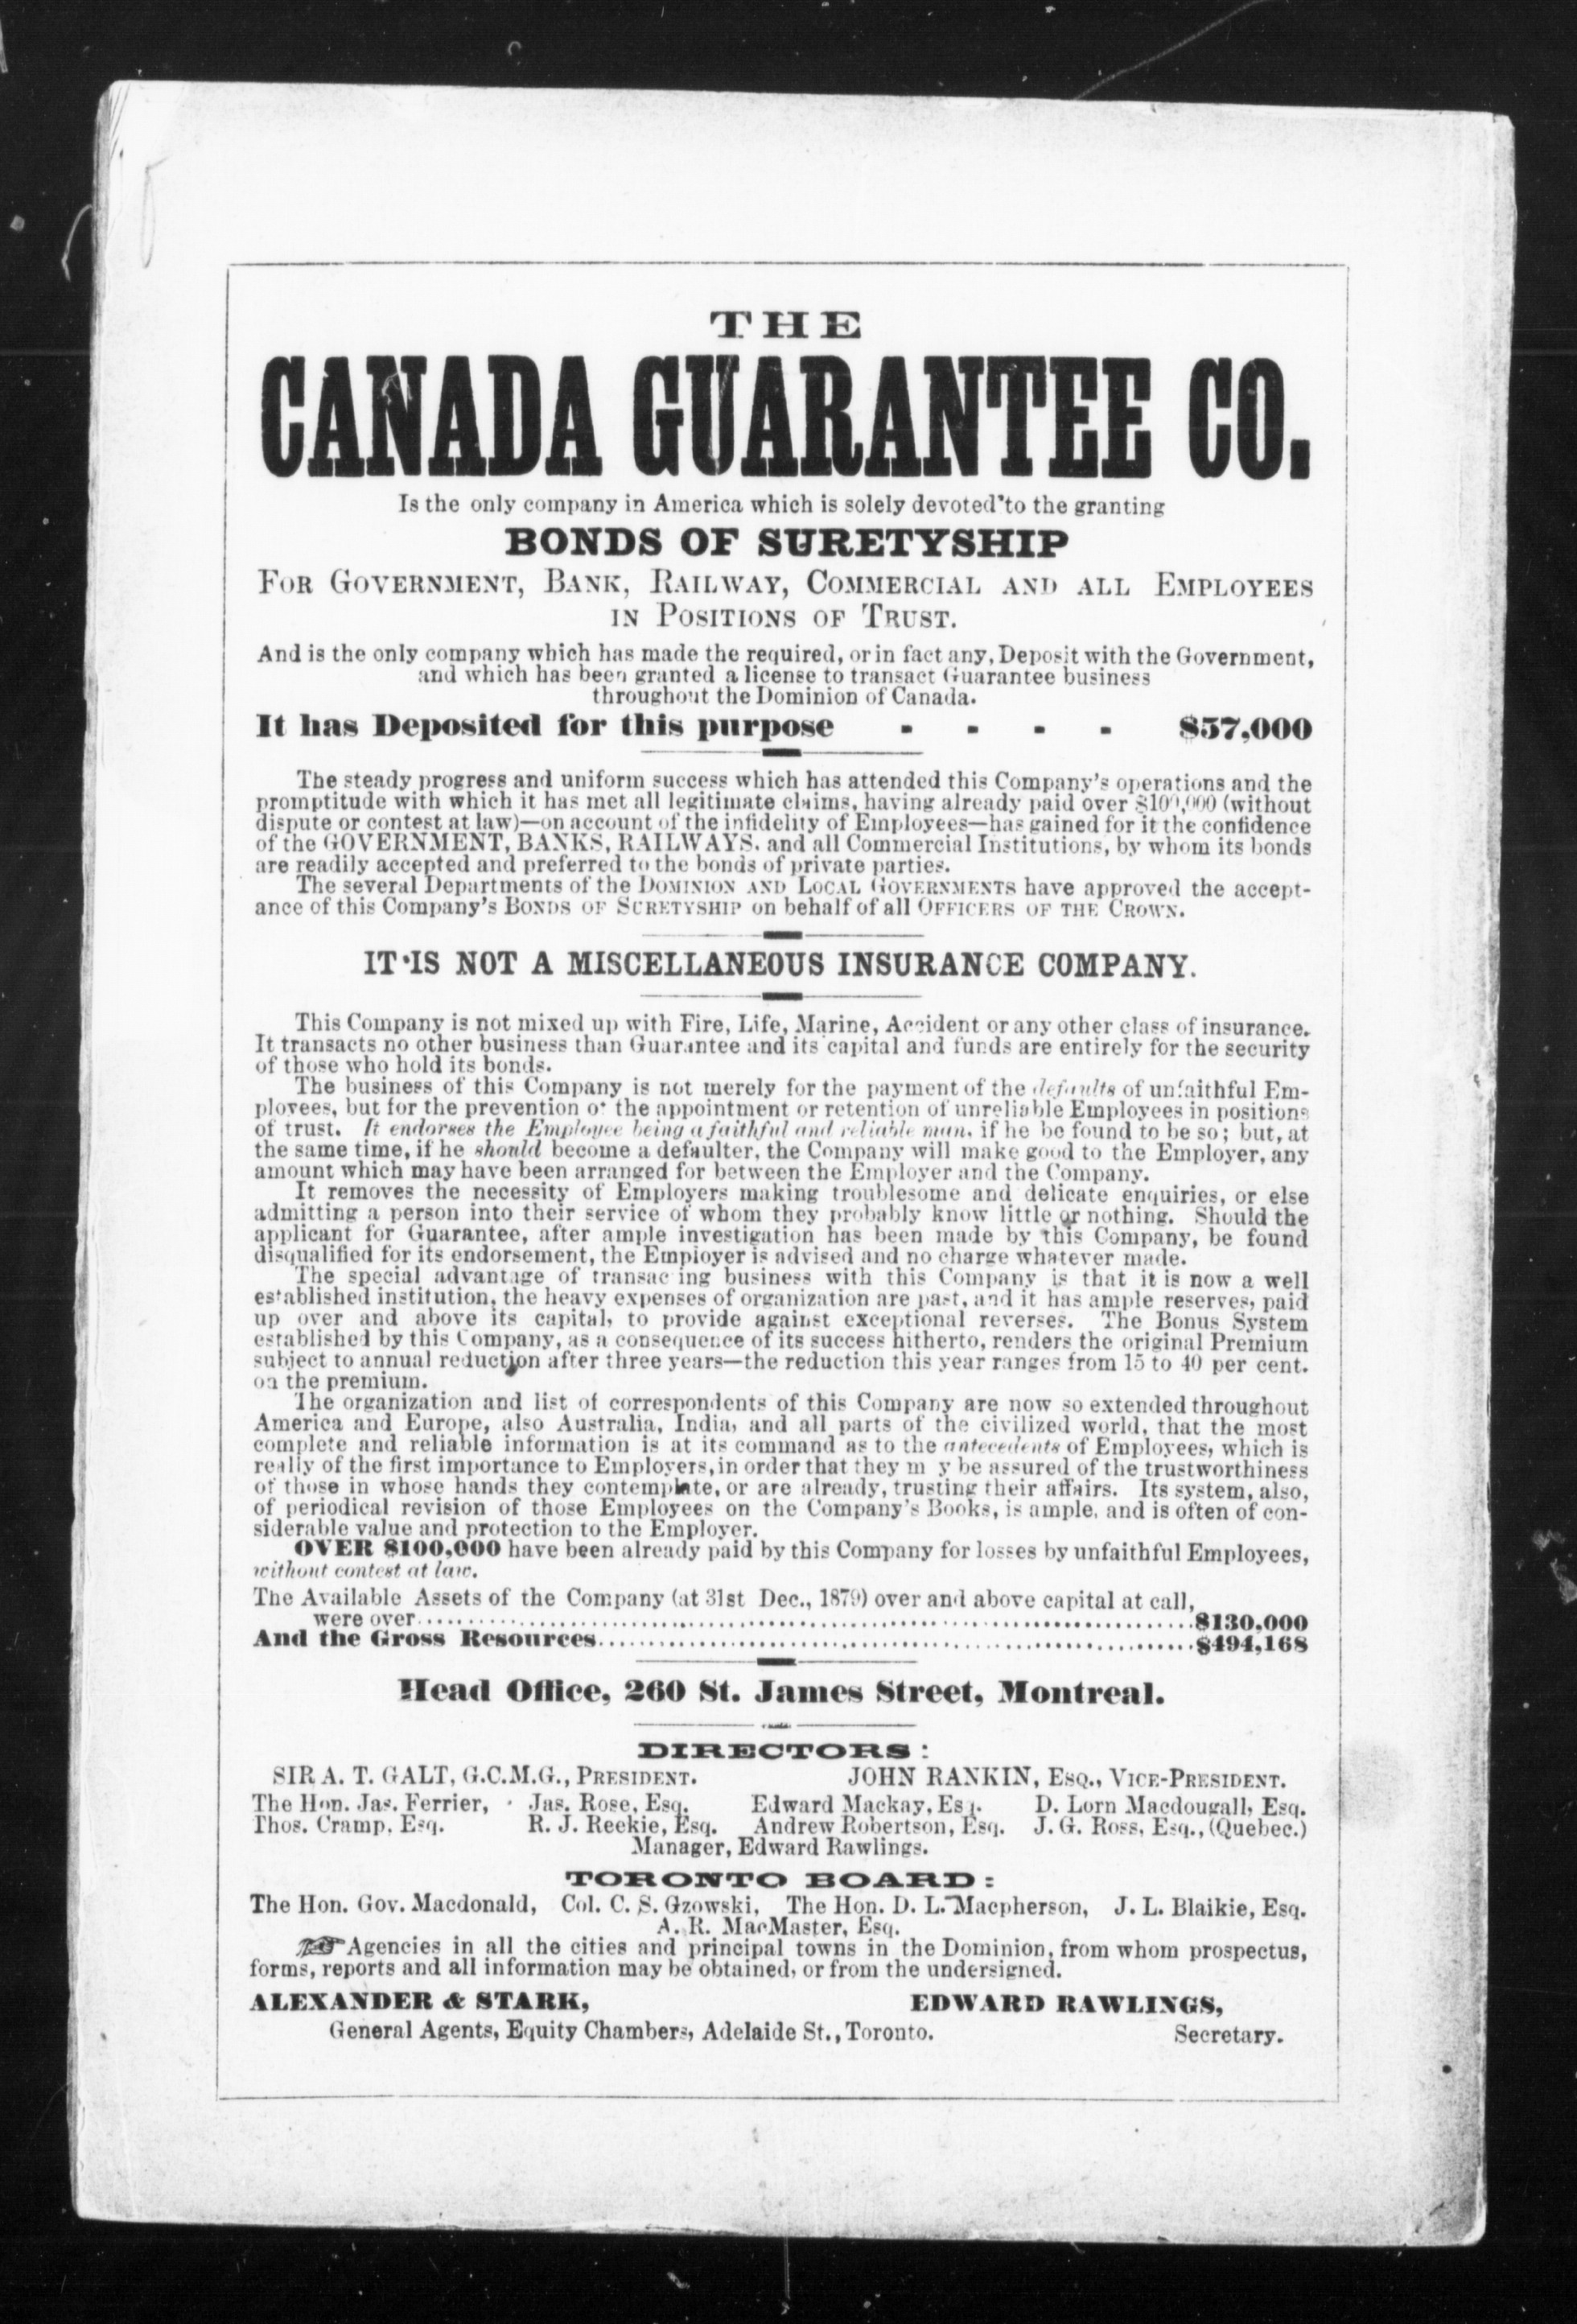 THE
CANADA GUARANTEE CO.
Is the only company in America which is solely devoted to the granting
BONDS OF SURETYSHIP
FOR GOVERNMENT, BANK, RAILWAY, COMMERCIAL AND ALL EMPLOYEES
IN POSITIONS OF TRUST.
And is the only company which has made the required, or in fact any, Deposit with the Government,
and which has been granted a license to transact Guarantee business
throughout the Dominion of Canada.
It has Deposited for this purpose - - - - $57,000
The steady progress and uniform success which has attended this Company's operations and the
promptitude with which it has met all legitimate claims, having already paid over $100,000 (without
dispute or contest at law)—on account of the infidelity of Employees—has gained for it the confidence
of the GOVERNMENT, BANKS, RAILWAYS. and all Commercial Institutions, by whom its bonds
are readily accepted and preferred to the bonds of private parties.
The several Departments of the DOMINION AND LOCAL GOVERNMENTS have approved the accept-
ance of this Company's BONDS OF SURETYSHIP on behalf of all OFFICERS OF THE CROWN.
IT IS NOT A MISCELLANEOUS INSURANCE COMPANY.
This Company is not mixed up with Fire, Life, Marine, Accident or any other class of insurance.
It transacts no other business than Guarantee and its capital and funds are entirely for the security
of those who hold its bonds.
The business of this Company is not merely for the payment of the defaults of unfaithful Em-
ployees, but for the prevention of the appointment or retention of unreliable Employees in positions
of trust. It endorses the Employee being a faithful and reliable man, if he be found to be so; but, at
the same time, if he should become a defaulter, the Company will make good to the Employer, any
amount which may have been arranged for between the Employer and the Company.
It removes the necessity of Employers making troublesome and delicate enquiries, or else
admitting a person into their service of whom they probably know little or nothing. Should the
applicant for Guarantee, after ample investigation has been made by this Company, be found
disqualified for its endorsement, the Employer is advised and no charge whatever made.
The special advantage of transac ing business with this Company is that it is now a well
established institution, the heavy expenses of organization are past, and it has ample reserves, paid
up over and above its capital, to provide against exceptional reverses. The Bonus System
established by this Company, as a consequence of its success hitherto, renders the original Premium
subject to annual reduction after three years—the reduction this year ranges from 15 to 40 per cent.
on the premium.
The organization and list of correspondents of this Company are now so extended throughout
America and Europe, also Australia, India, and all parts of the civilized world, that the most
complete and reliable information is at its command as to the antecedents of Employees, which is
really of the first importance to Employers, in order that they m y be assured of the trustworthiness
of those in whose hands they contemplate, or are already, trusting their affairs. Its system, also,
of periodical revision of those Employees on the Company's Books, is ample, and is often of con-
siderable value and protection to the Employer.
OVER $100,000 have been already paid by this Company for losses by unfaithful Employees,
without contest at law.
The Available Assets of the Company (at 31st Dec., 1879) over and above capital at call,
were over........................................$130,000
And the Gross Resources........................................$494,168
Head Office, 260 St. James Street, Montreal.
DIRECTORS:
SIR A. T. GALT, G.C.M.G., PRESIDENT. JOHN RANKIN, ESQ., VICE-PRESIDENT.
The Hon. Jas. Ferrier, Jas. Rose, Esq. Edward Mackay, Esq. D. Lorn Macdougall, Esq.
Thos. Cramp, Esq. R. J. Reekie, Esq. Andrew Robertson, Esq. J. G. Ross, Esq., (Quebec.)
Manager, Edward Rawlings.
TORONTO BOARD:
The Hon. Gov. Macdonald, Col. C. S. Gzowski, The Hon. D. L. Macpherson, J. L. Blaikie, Esq.
A. R. MacMaster, Esq.
☞ Agencies in all the cities and principal towns in the Dominion, from whom prospectus,
forms, reports and all information may be obtained, or from the undersigned.
ALEXANDER & STARK, EDWARD RAWLINGS,
General Agents, Equity Chambers, Adelaide St., Toronto. Secretary.